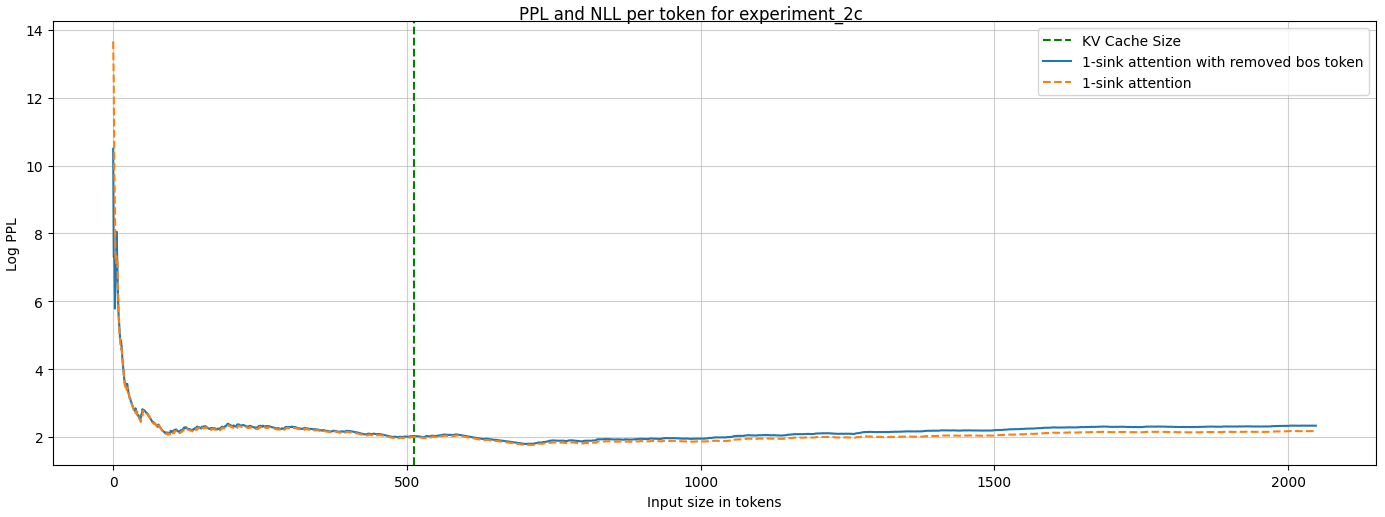 PPL and NLL per token for experiment_2c
KV Cache Size
1-sink attention with removed bos token
1-sink attention
Log PPL
14
12
10
8
6
4
2
0
500
1000
1500
2000
Input size in tokens